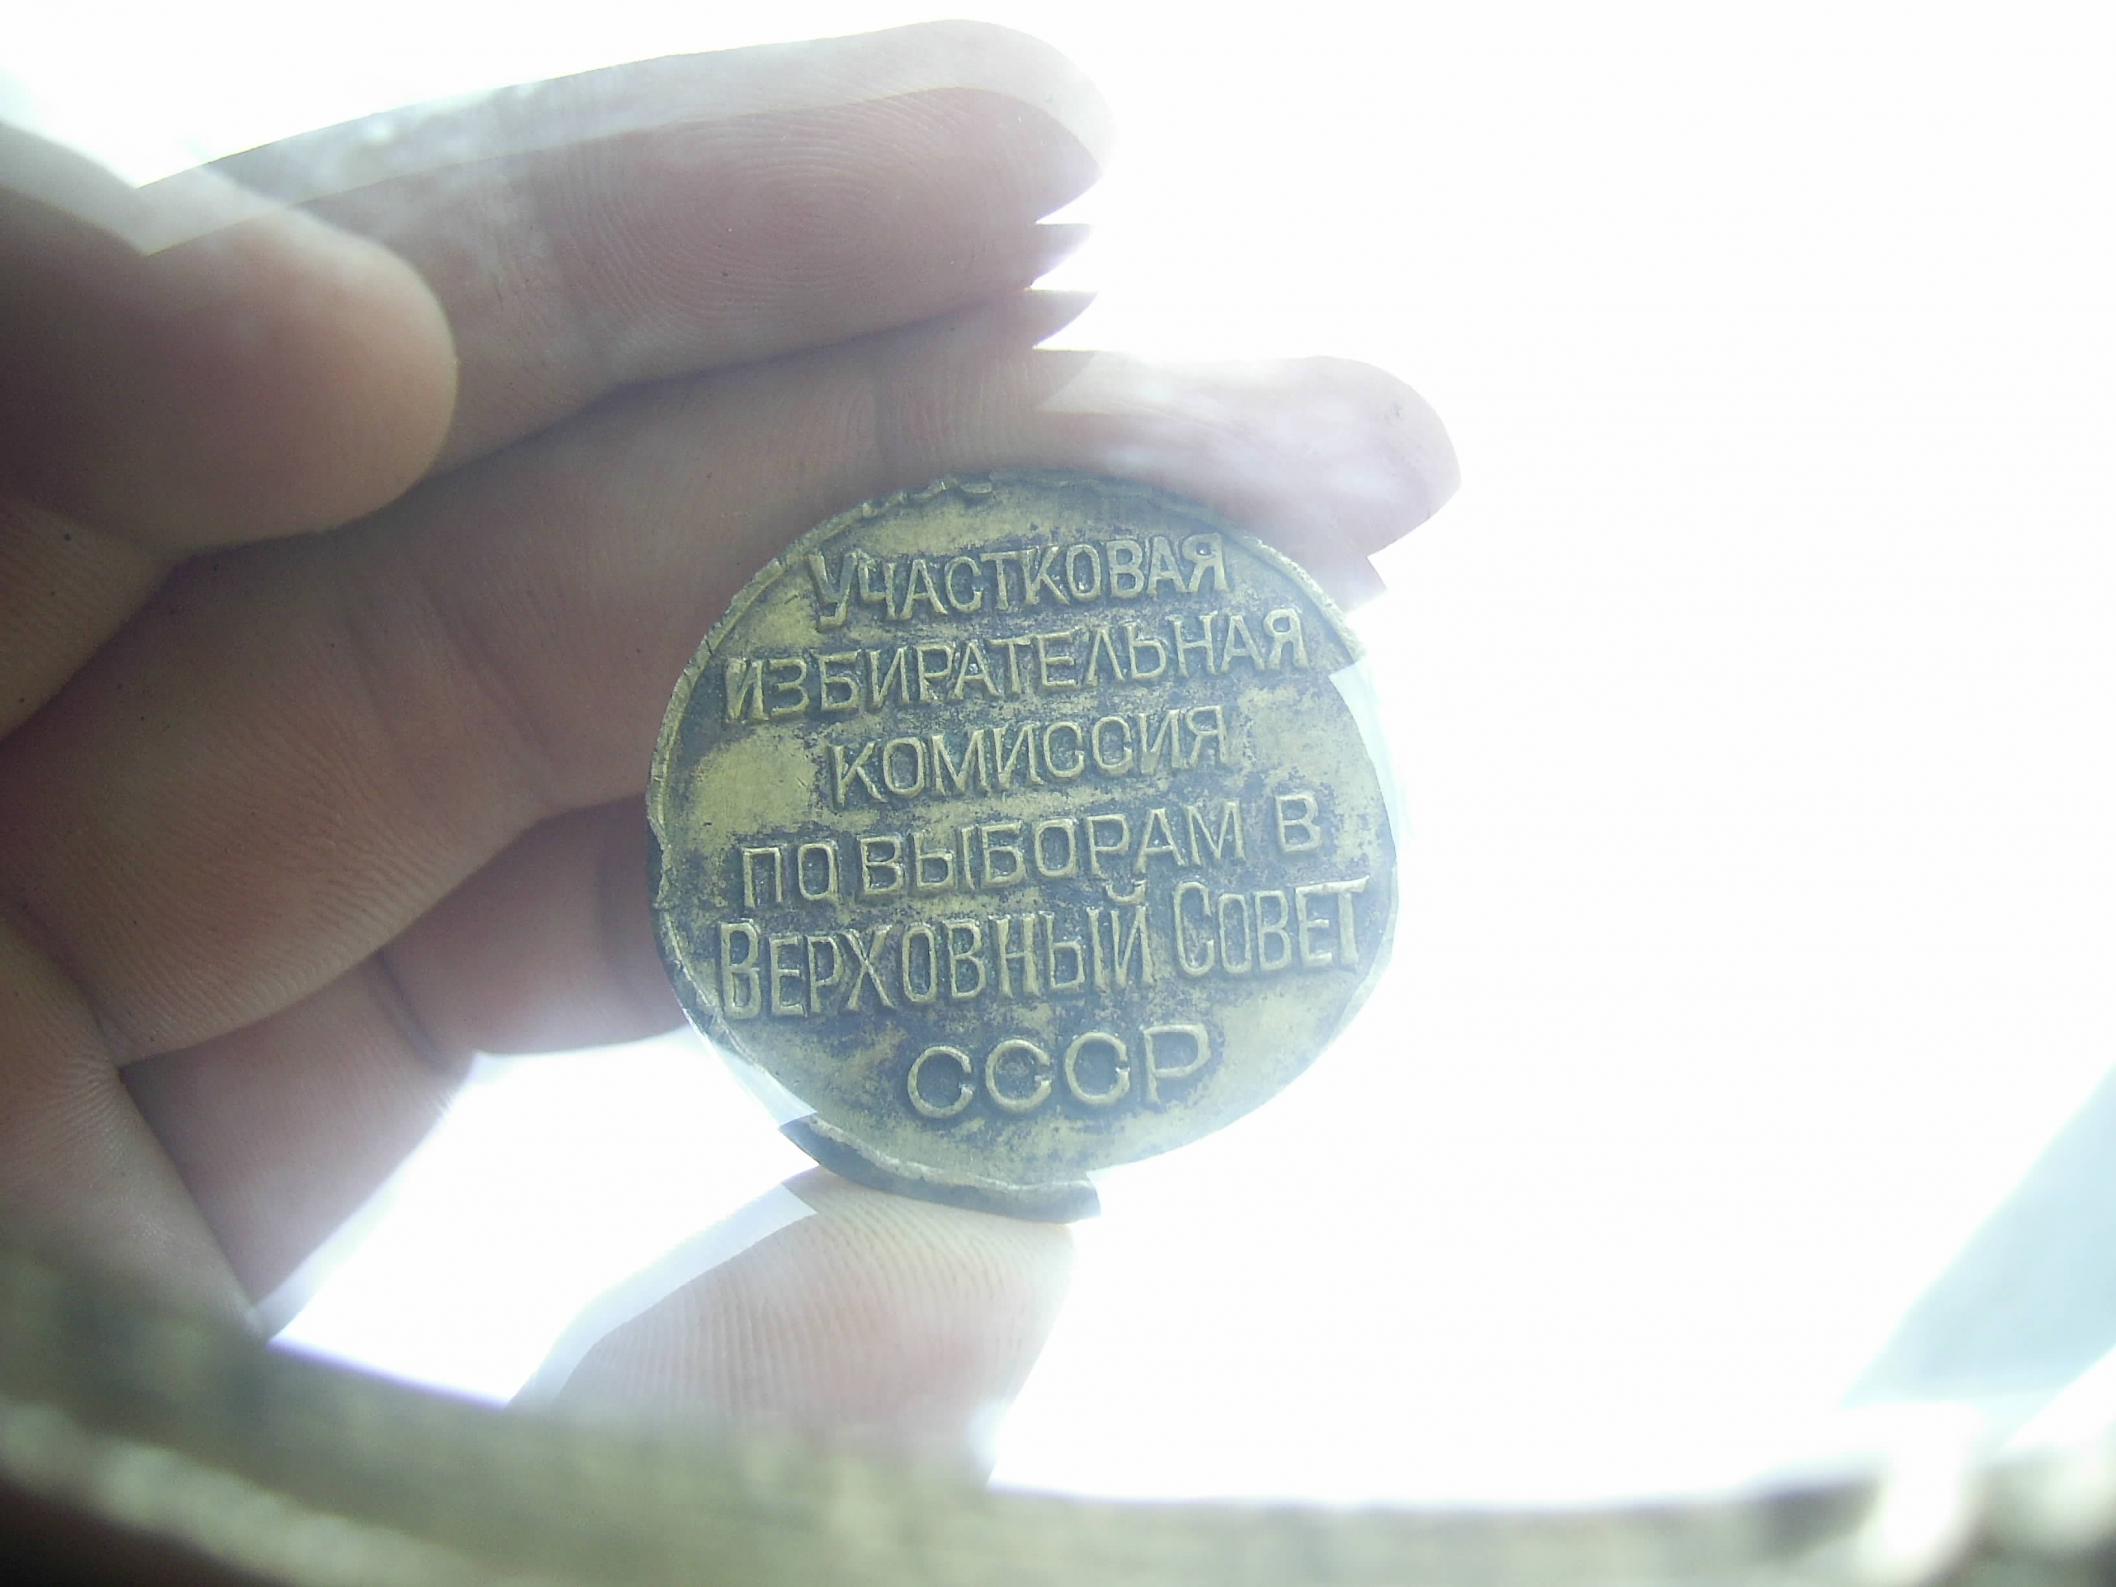 УЧАСТКОВАЯ
ИЗБИРАТЕЛЬНАЯ
КОМИССИЯ
ПО ВЫБОРАМ В
ВЕРХОВНЫЙ СОВЕТ
СССР